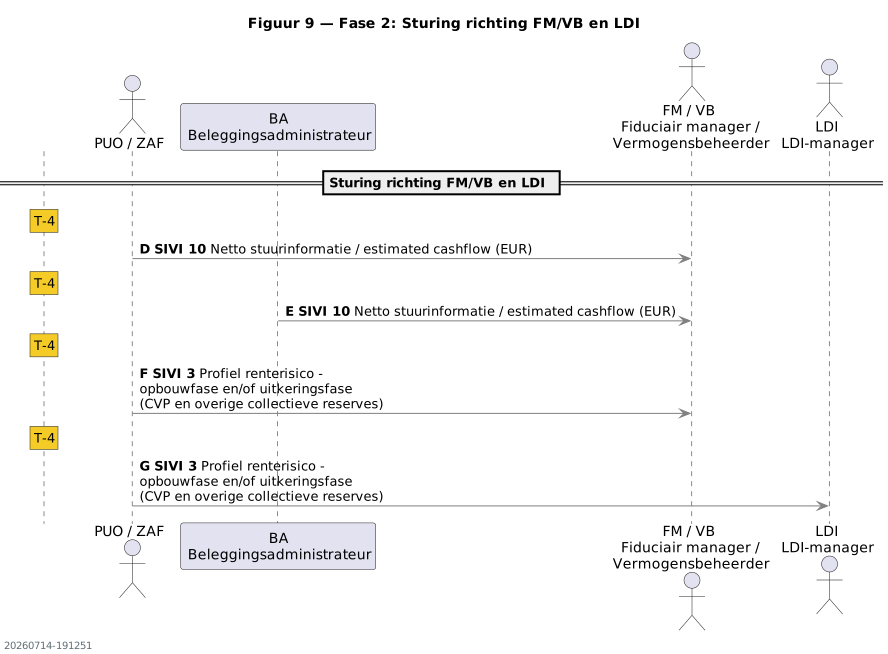 Figuur 9 — Fase 2: Sturing richting FM/VB en LDI
PUO / ZAF
BA
Beleggingsadministrateur
FM / VB
Fiduciair manager /
Vermogensbeheerder
LDI
LDI-manager
Sturing richting FM/VB en LDI
T-4
D SIVI 10 Netto stuurinformatie / estimated cashflow (EUR)
T-4
E SIVI 10 Netto stuurinformatie / estimated cashflow (EUR)
T-4
F SIVI 3 Profiel renterisico -
opbouwfase en/of uitkeringsfase
(CVP en overige collectieve reserves)
T-4
G SIVI 3 Profiel renterisico -
opbouwfase en/of uitkeringsfase
(CVP en overige collectieve reserves)
PUO / ZAF
BA
Beleggingsadministrateur
FM / VB
Fiduciair manager /
Vermogensbeheerder
LDI
LDI-manager
20260714-191251